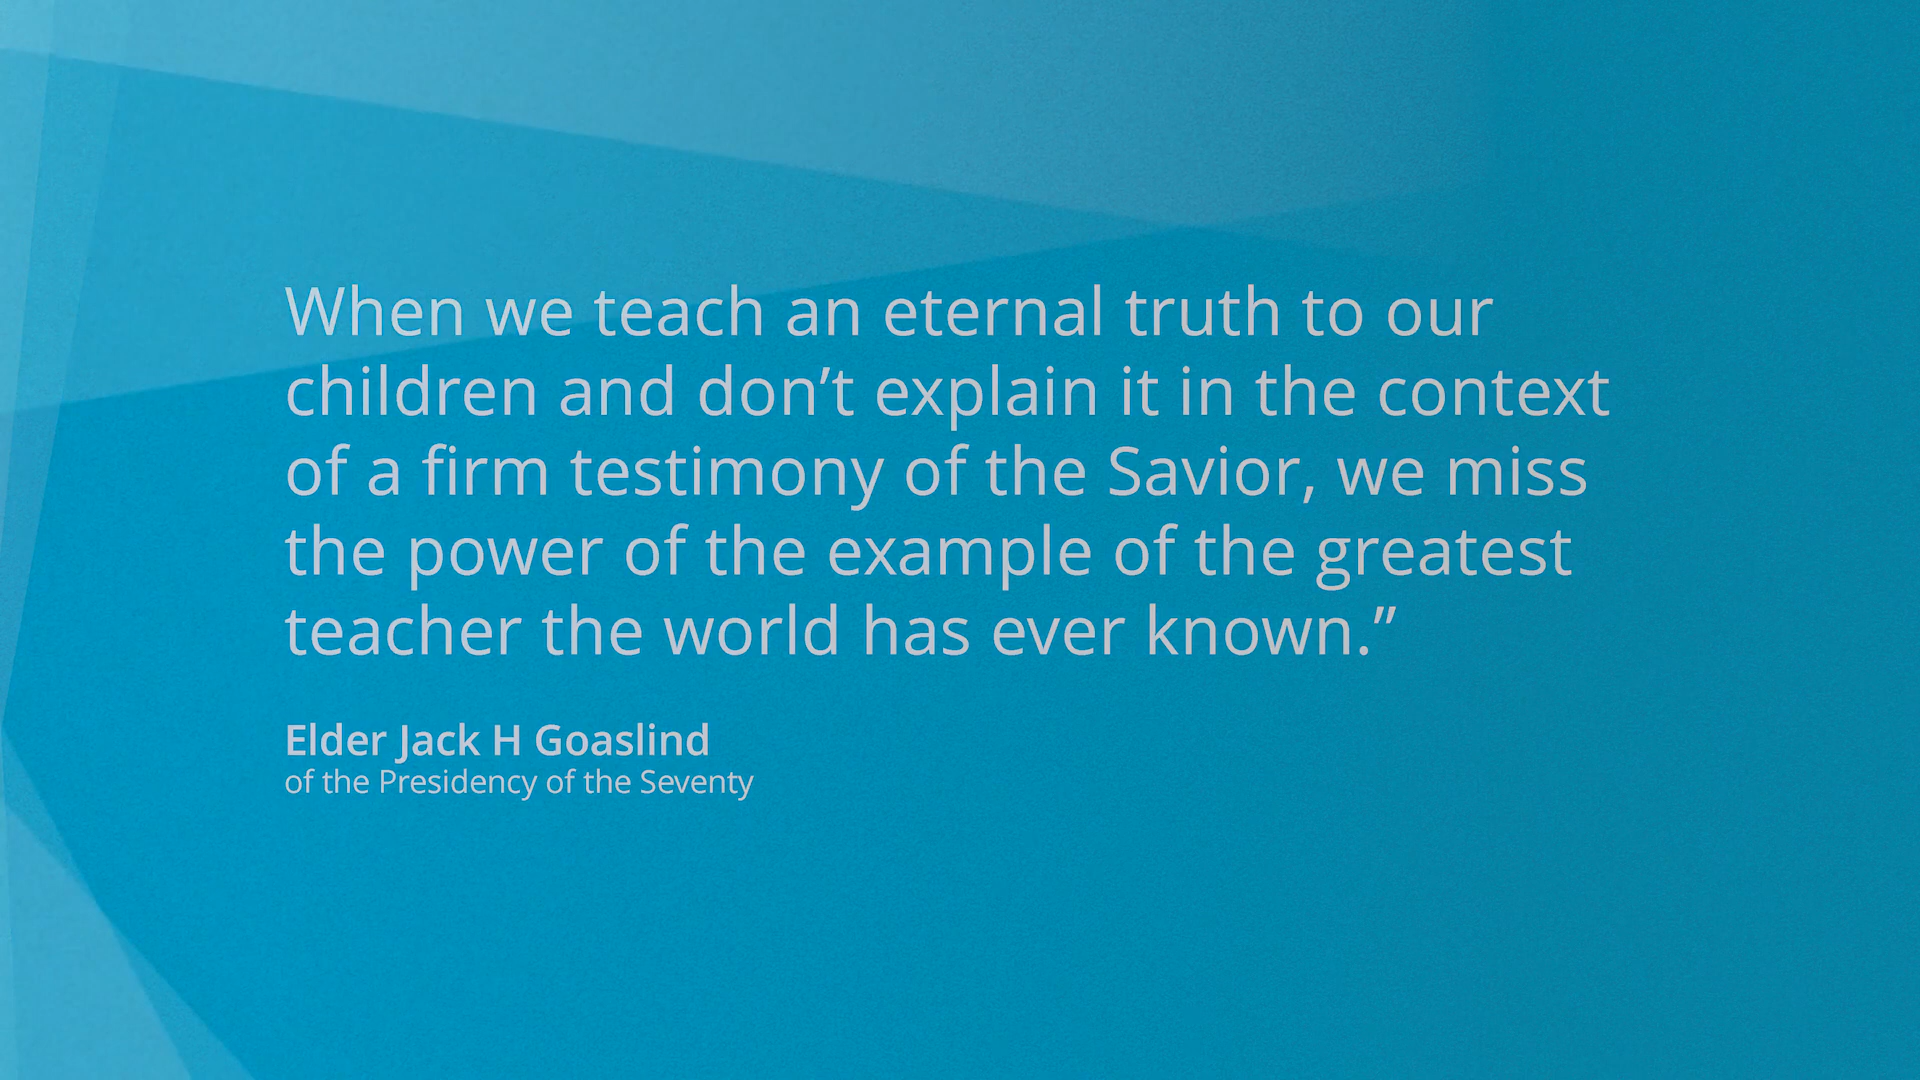 When we teach an eternal truth to our
children and don’t explain it in the context
of a firm testimony of the Savior, we miss
the power of the example of the greatest
teacher the world has ever known.”
Elder Jack H Goaslind
of the Presidency of the Seventy